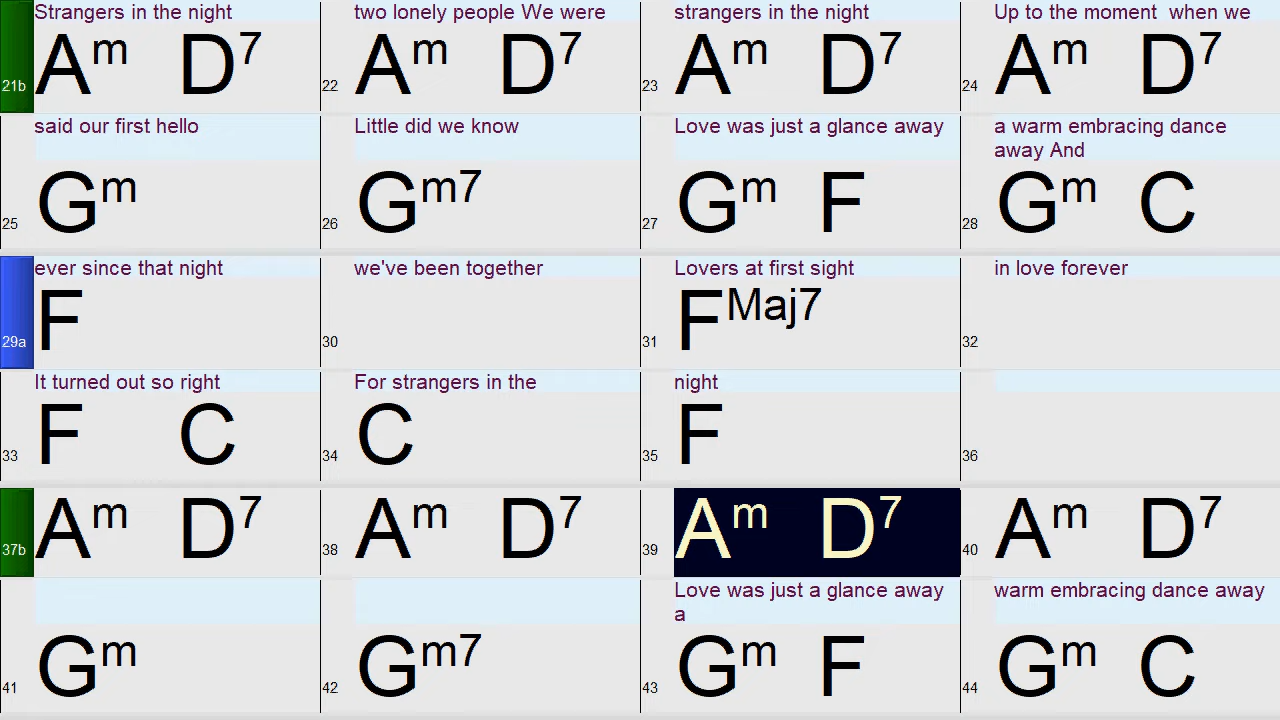 Strangers in the night two lonely people We were strangers in the night Up to the moment when we
21b Am D7 22 Am D7 23 Am D7 24 Am D7
said our first hello Little did we know Love was just a glance away a warm embracing dance
away And
25 Gm 26 Gm7 27 Gm F 28 Gm C
ever since that night we've been together Lovers at first sight in love forever
29a F 30 31 FMaj7 32
It turned out so right For strangers in the night
33 F C 34 C 35 F 36
37b Am D7 38 Am D7 39 Am D7 40 Am D7
Love was just a glance away warm embracing dance away
a
41 Gm 42 Gm7 43 Gm F 44 Gm C